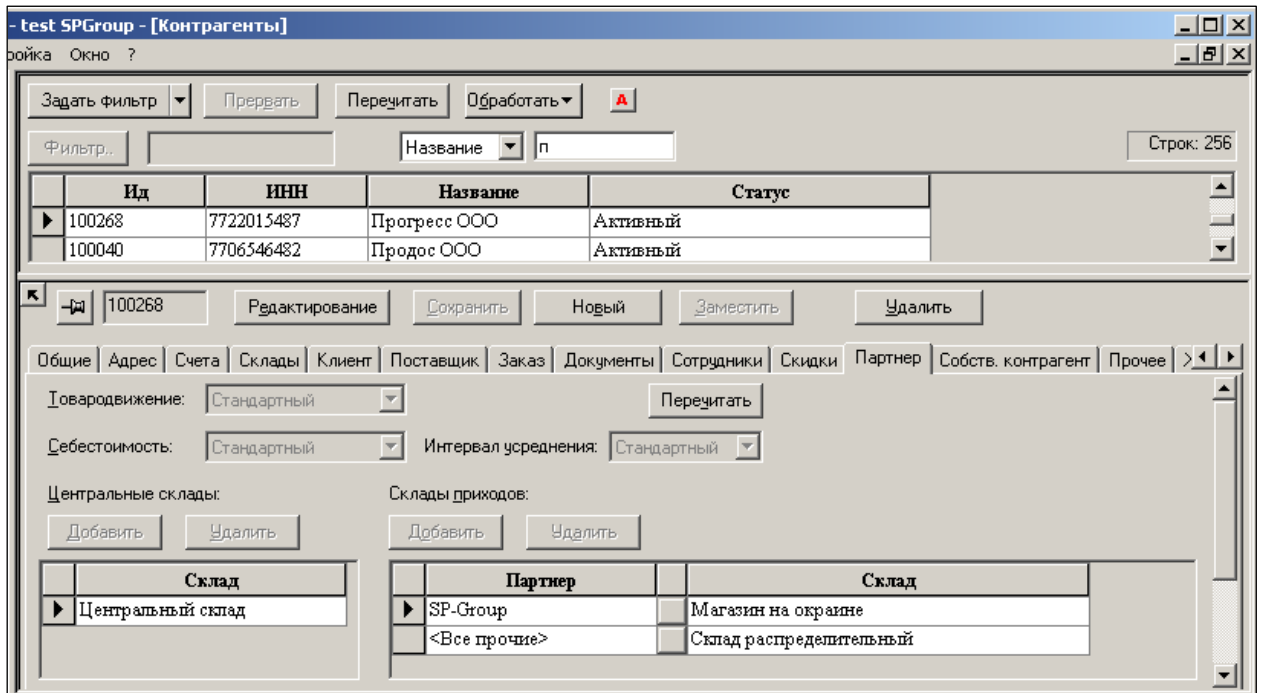 - test SPGroup - [Контрагенты]
ройка Окно ?
Задать фильтр Прервать Перечитать Обработать А
Фильтр.. Название п Строк: 256
Ид ИНН Название Статус
100268 7722015487 Прогресс ООО Активный
100040 7706546482 Продос ООО Активный
100268 Редактирование Сохранить Новый Заместить Удалить
Общие Адрес Счета Склады Клиент Поставщик Заказ Документы Сотрудники Скидки Партнер Собств. контрагент Прочее
Товародвижение: Стандартный Перечитать
Себестоимость: Стандартный Интервал усреднения: Стандартный
Центральные склады: Склады приходов:
Добавить Удалить Добавить Удалить
Склад Партнер Склад
Центральный склад SP-Group Магазин на окраине
<Все прочие> Склад распределительный